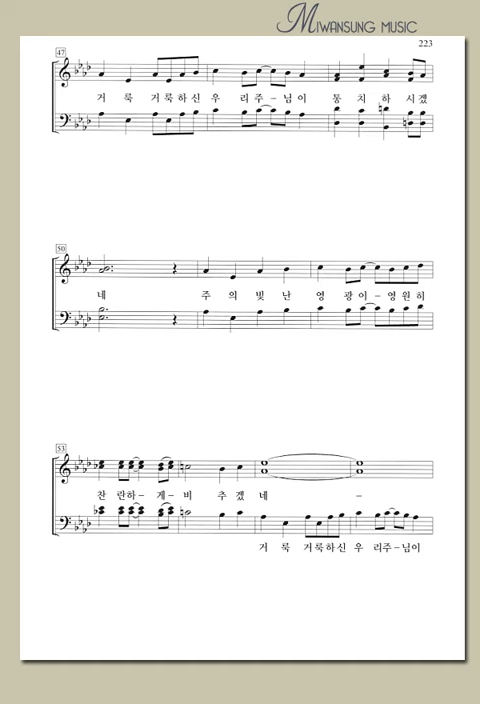 MIWANSUNG MUSIC
223
47
거 룩 거룩하신 우 리주-님이 통 치 하 시겠
50
네 주 의 빛 난 영 광이-영원히
53
찬 란하- 게-비 추 겠 네 -
거 룩 거룩하신 우 리주-님이